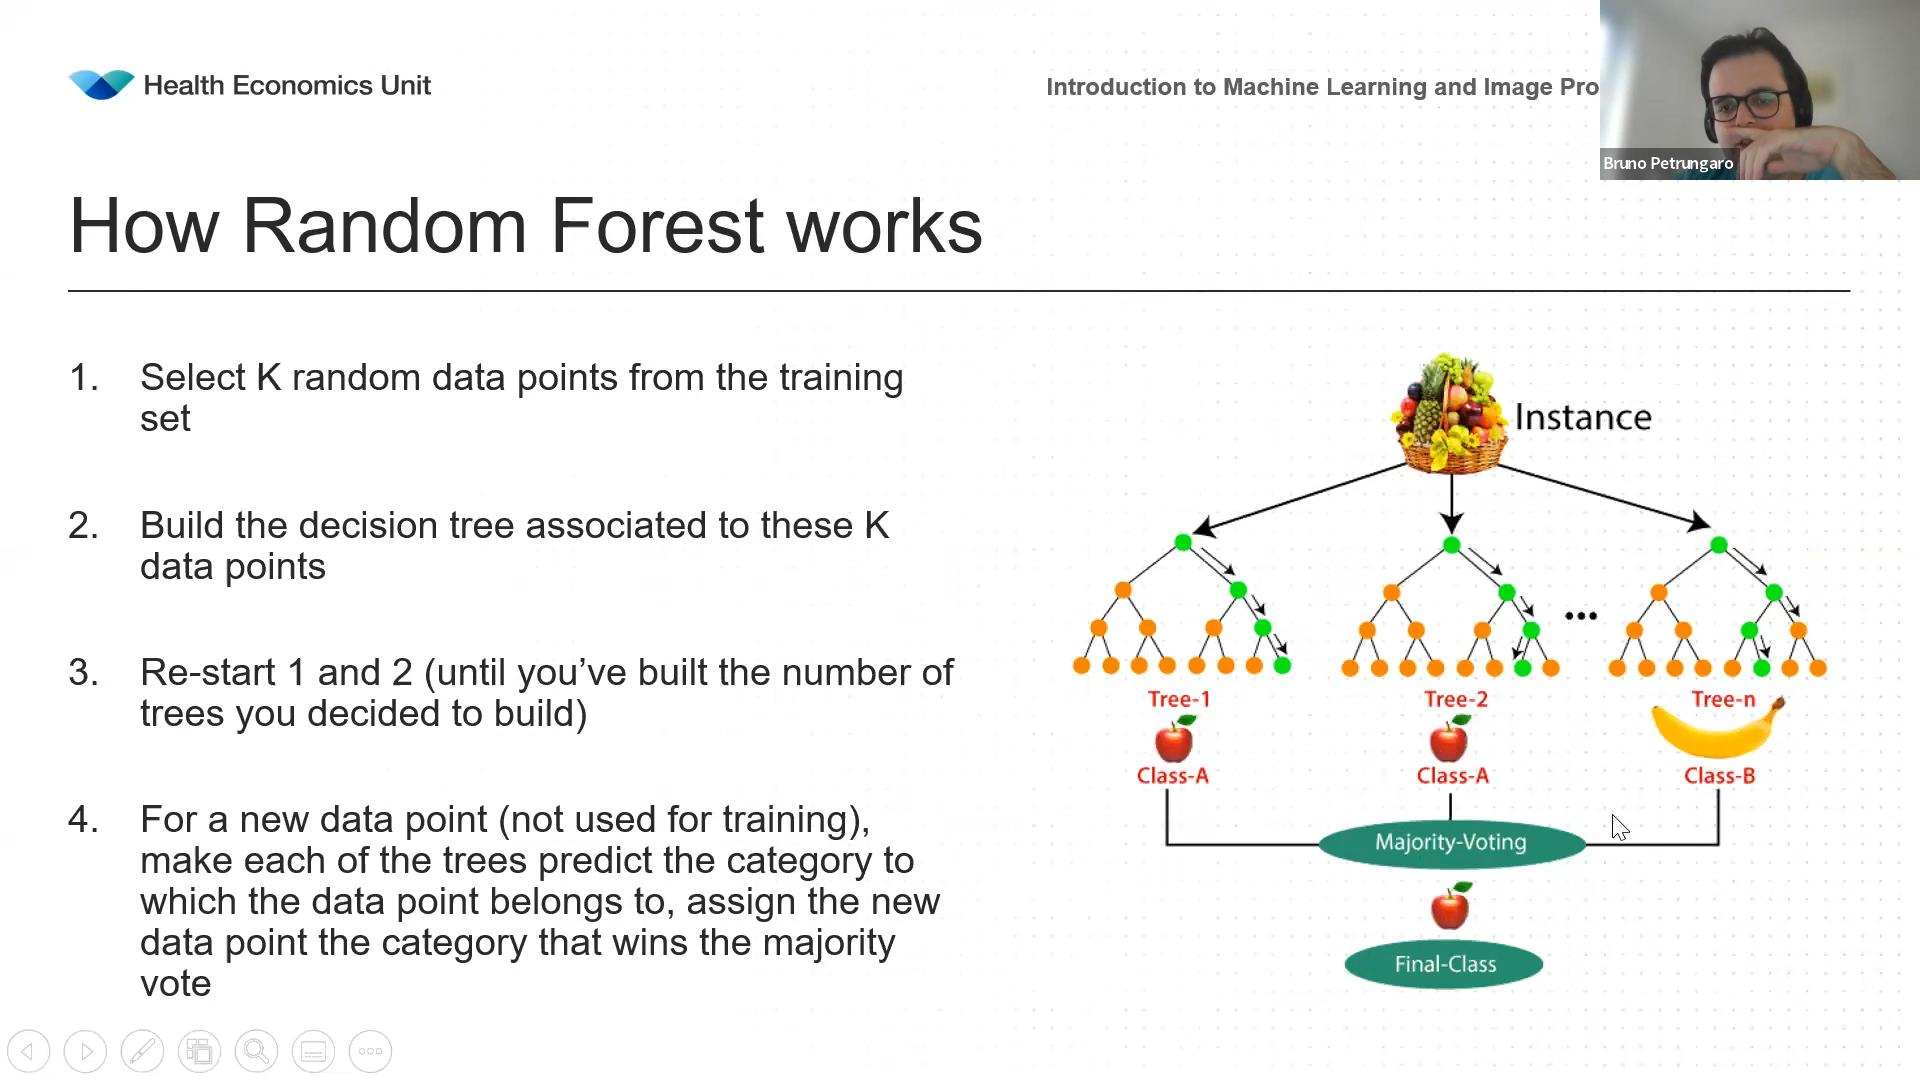 Health Economics Unit
Introduction to Machine Learning and Image Pro
Bruno Petrungaro
How Random Forest works
1. Select K random data points from the training
set
2. Build the decision tree associated to these K
data points
3. Re-start 1 and 2 (until you’ve built the number of
trees you decided to build)
4. For a new data point (not used for training),
make each of the trees predict the category to
which the data point belongs to, assign the new
data point the category that wins the majority
vote
Instance
Tree-1
Tree-2
Tree-n
Class-A
Class-A
Class-B
Majority-Voting
Final-Class